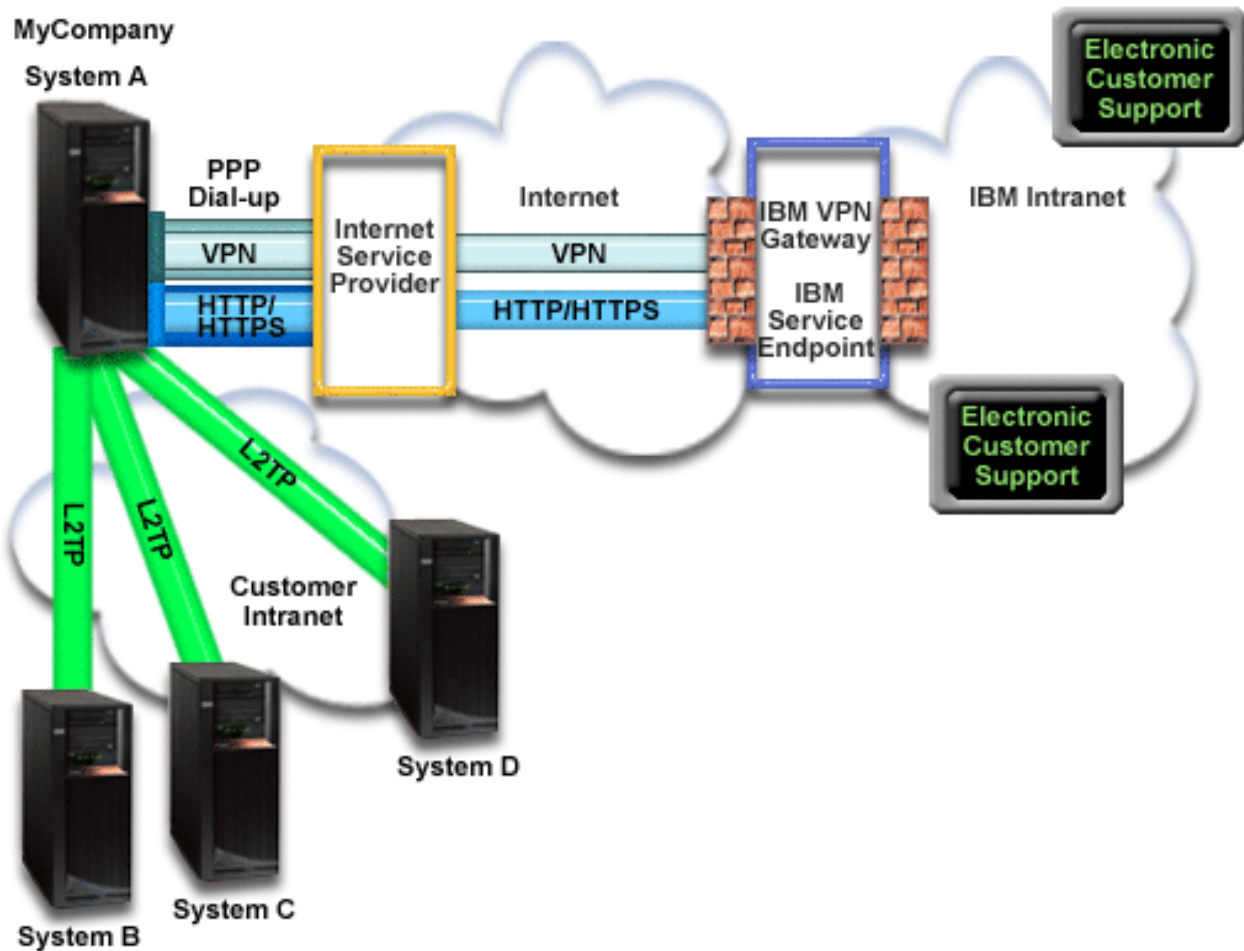 MyCompany
System A
PPP
Dial-up
VPN
HTTP/
HTTPS
Internet
Service
Provider
Internet
VPN
HTTP/HTTPS
IBM VPN
Gateway
IBM
Service
Endpoint
IBM Intranet
Electronic
Customer
Support
Electronic
Customer
Support
L2TP
L2TP
L2TP
Customer
Intranet
System D
System C
System B